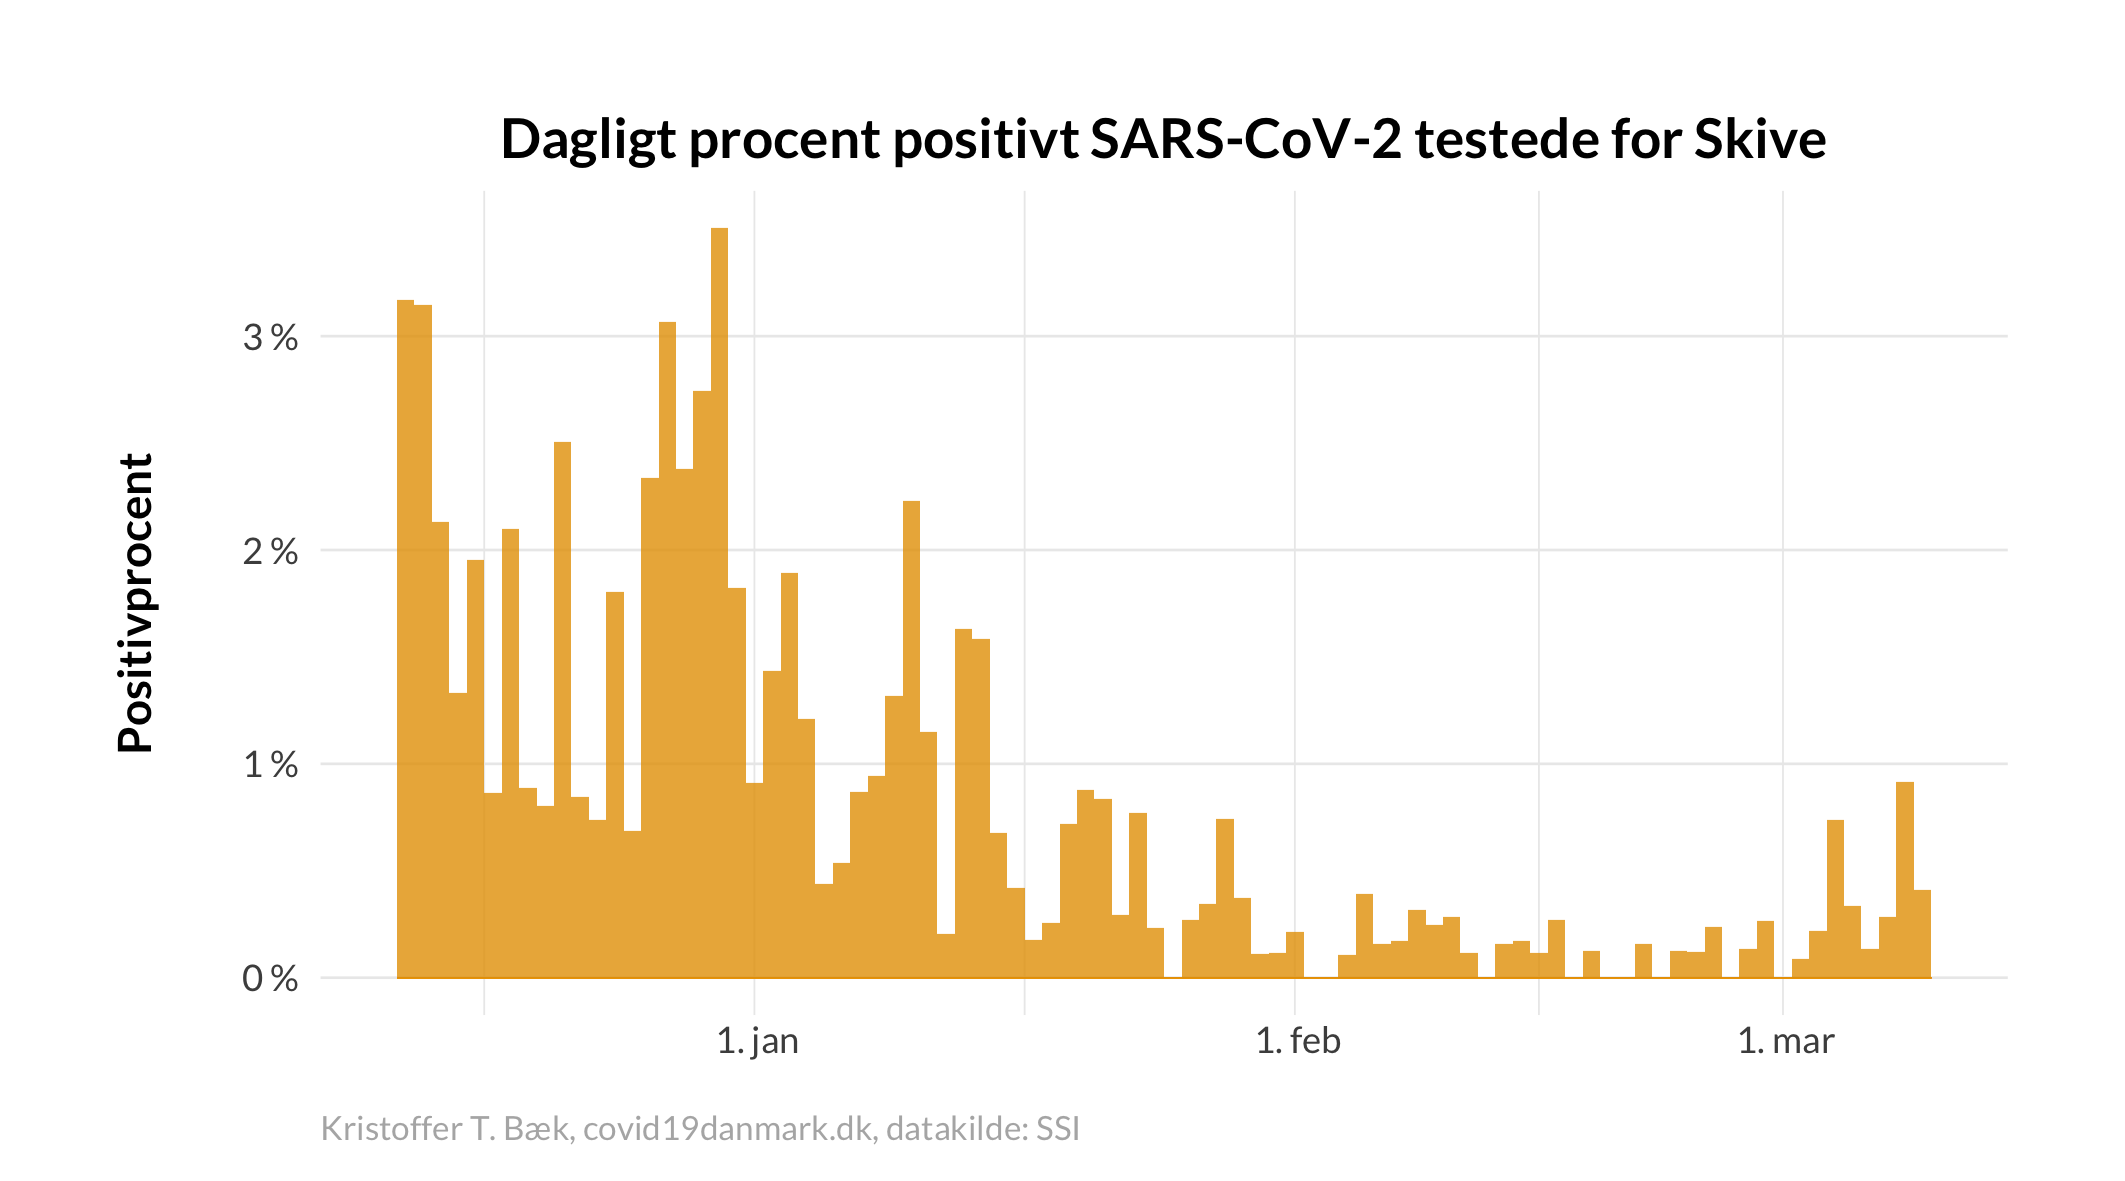 Dagligt procent positivt SARS-CoV-2 testede for Skive
Positivprocent
3 %
2 %
1 %
0 %
1. jan
1. feb
1. mar
Kristoffer T. Bæk, covid19danmark.dk, datakilde: SSI